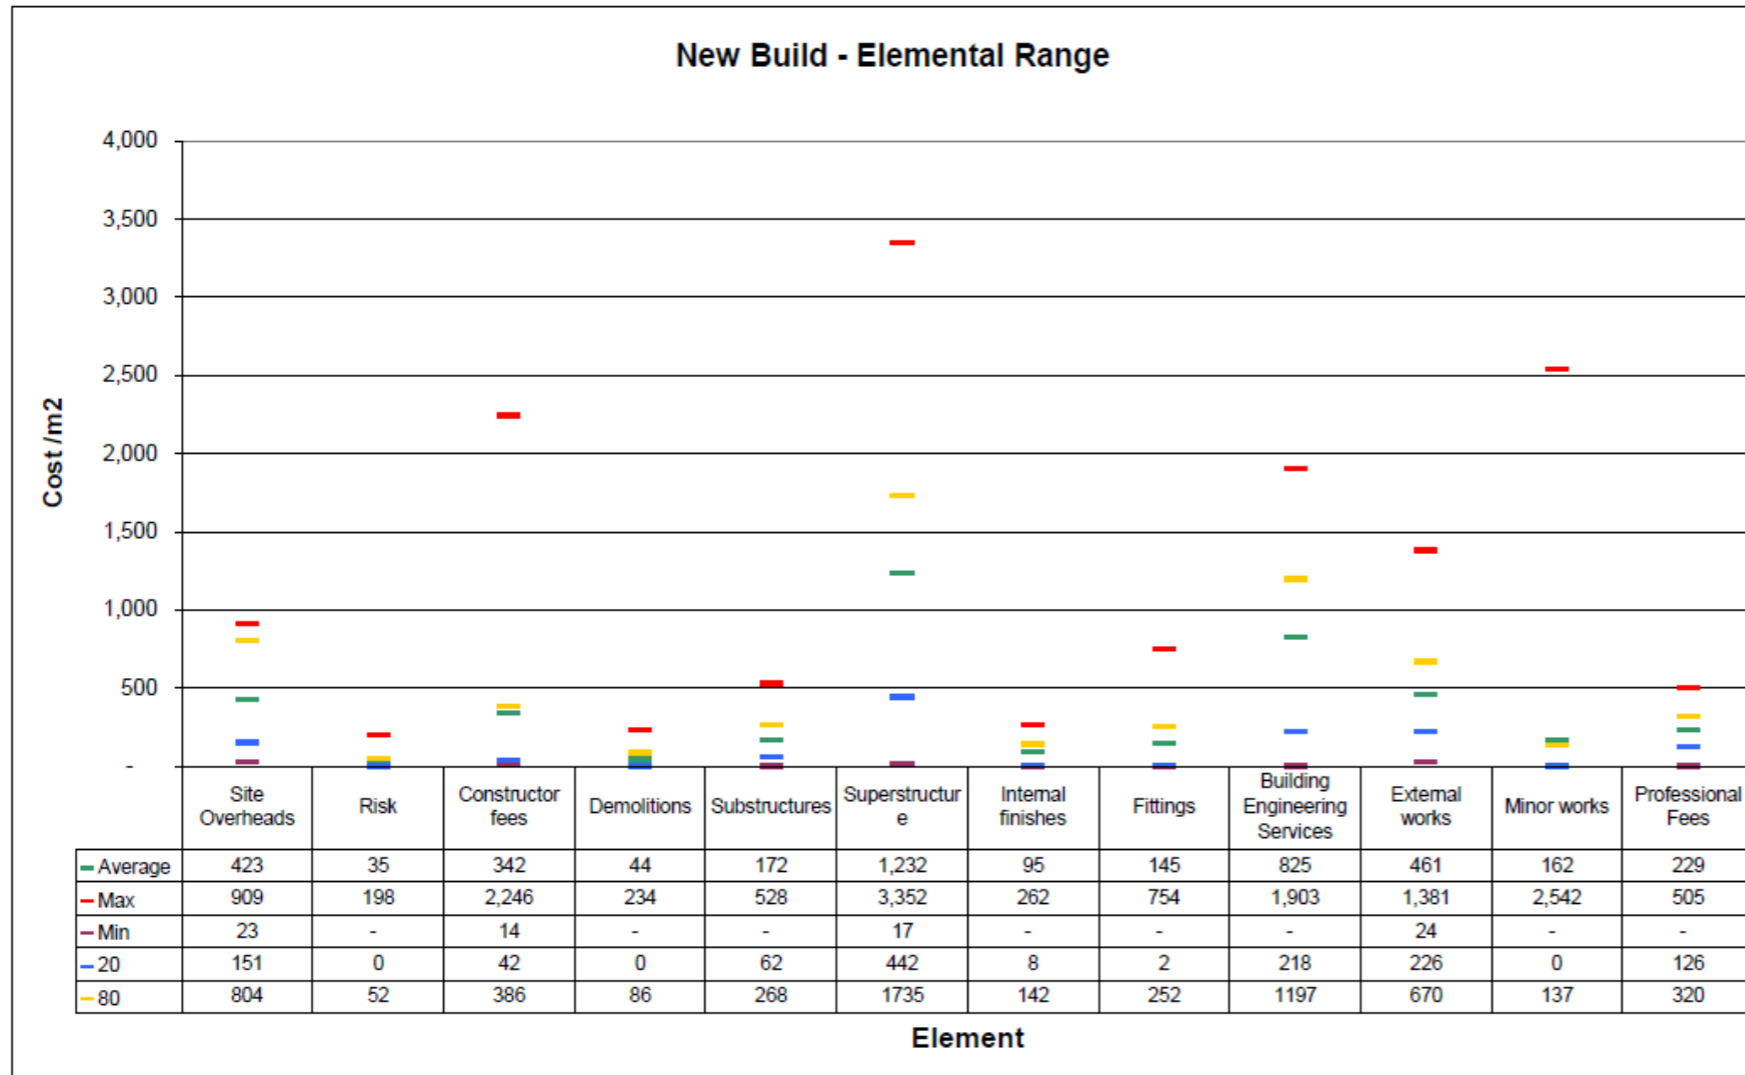 New Build - Elemental Range
4,000
3,500
3,000
2,500
2,000
1,500
1,000
500
-
Cost /m2
Site Overheads Risk Constructor fees Demolitions Substructures Superstructur e Internal finishes Fittings Building Engineering Services External works Minor works Professional Fees
Average 423 35 342 44 172 1,232 95 145 825 461 162 229
Max 909 198 2,246 234 528 3,352 262 754 1,903 1,381 2,542 505
Min 23 - 14 - - 17 - - - 24 - -
20 151 0 42 0 62 442 8 2 218 226 0 126
80 804 52 386 86 268 1735 142 252 1197 670 137 320
Element